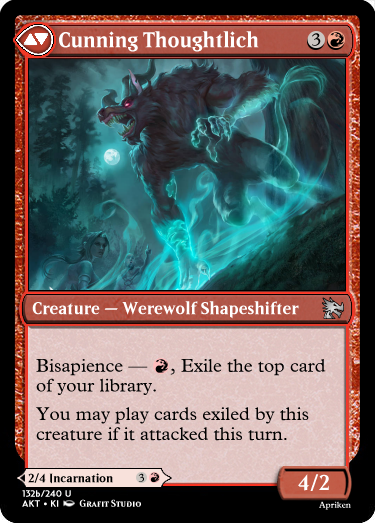 Cunning Thoughtlich 3
Creature — Werewolf Shapeshifter
Bisapience — , Exile the top card
of your library.
You may play cards exiled by this
creature if it attacked this turn.
2/4 Incarnation 3
4/2
132b/240 U
AKT • KI Grafit Studio
Apriken